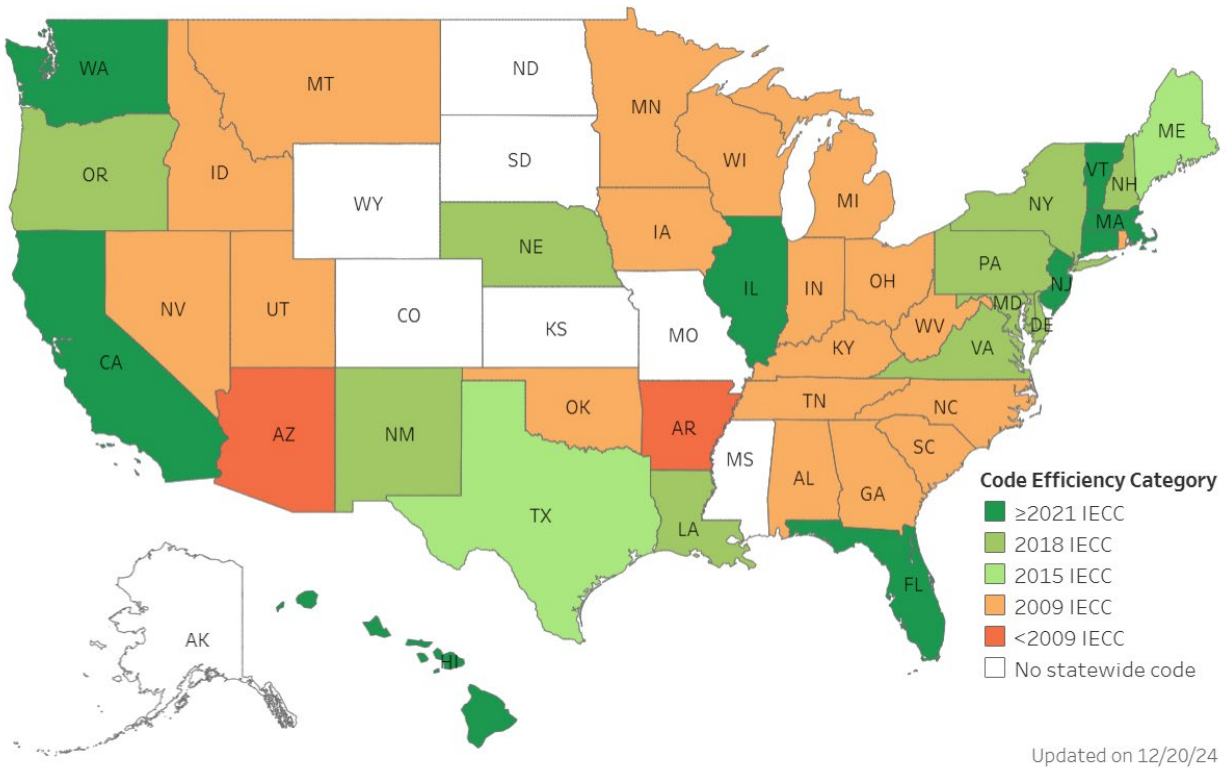 WA
MT
ND
MN
ME
OR
ID
SD
WI
VT
NH
WY
MI
NY
MA
IA
NE
PA
NV
UT
CO
IL
IN
OH
NJ
KS
MO
WV
MD
DE
CA
KY
VA
AZ
NM
OK
AR
TN
NC
SC
MS
AL
GA
TX
LA
FL
AK
HI
Code Efficiency Category
≥2021 IECC
2018 IECC
2015 IECC
2009 IECC
<2009 IECC
No statewide code
Updated on 12/20/24